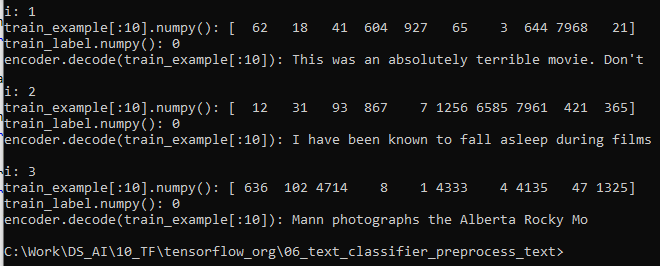 i: 1
train_example[:10].numpy(): [  62   18   41  604  927   65    3  644 7968   21]
train_label.numpy(): 0
encoder.decode(train_example[:10]): This was an absolutely terrible movie. Don't
i: 2
train_example[:10].numpy(): [  12   31   93  867    7 1256 6585 7961  421  365]
train_label.numpy(): 0
encoder.decode(train_example[:10]): I have been known to fall asleep during films
i: 3
train_example[:10].numpy(): [ 636  102 4714    8    1 4333    4 4135   47 1325]
train_label.numpy(): 0
encoder.decode(train_example[:10]): Mann photographs the Alberta Rocky Mo
C:\Work\DS_AI\10_TF\tensorflow_org\06_text_classifier_preprocess_text>